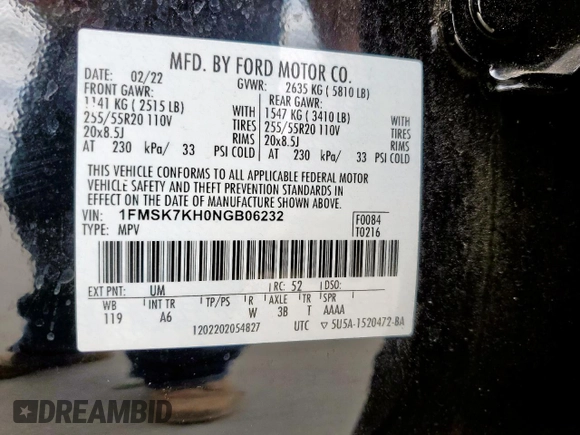 MFD. BY FORD MOTOR CO.
DATE: 02/22 GVWR: 2635 KG ( 5810 LB)
FRONT GAWR: REAR GAWR:
1141 KG ( 2515 LB) WITH 1547 KG ( 3410 LB) WITH
255/55R20 110V TIRES 255/55R20 110V TIRES
20x8.5J RIMS 20x8.5J RIMS
AT 230 kPa/ 33 PSI COLD AT 230 kPa/ 33 PSI COLD
THIS VEHICLE CONFORMS TO ALL APPLICABLE FEDERAL MOTOR
VEHICLE SAFETY AND THEFT PREVENTION STANDARDS IN
EFFECT ON THE DATE OF MANUFACTURE SHOWN ABOVE.
VIN: 1FMSK7KH0NGB06232 F0084
TYPE: MPV T0216
EXT PNT: UM RC: 52 DSO:
WB INT TR TP/PS R AXLE TR SPR
119 A6 W 3B T AAAA
1202202054827 UTC ▽ 5U5A-1520472-BA
DREAMBID